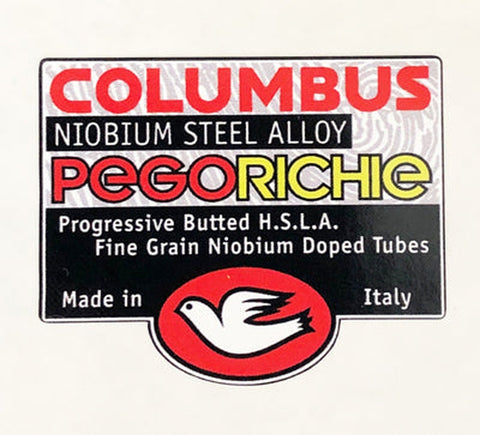 COLUMBUS
NIOBIUM STEEL ALLOY
PeGORICHIe
Progressive Butted H.S.L.A.
Fine Grain Niobium Doped Tubes
Made in Italy